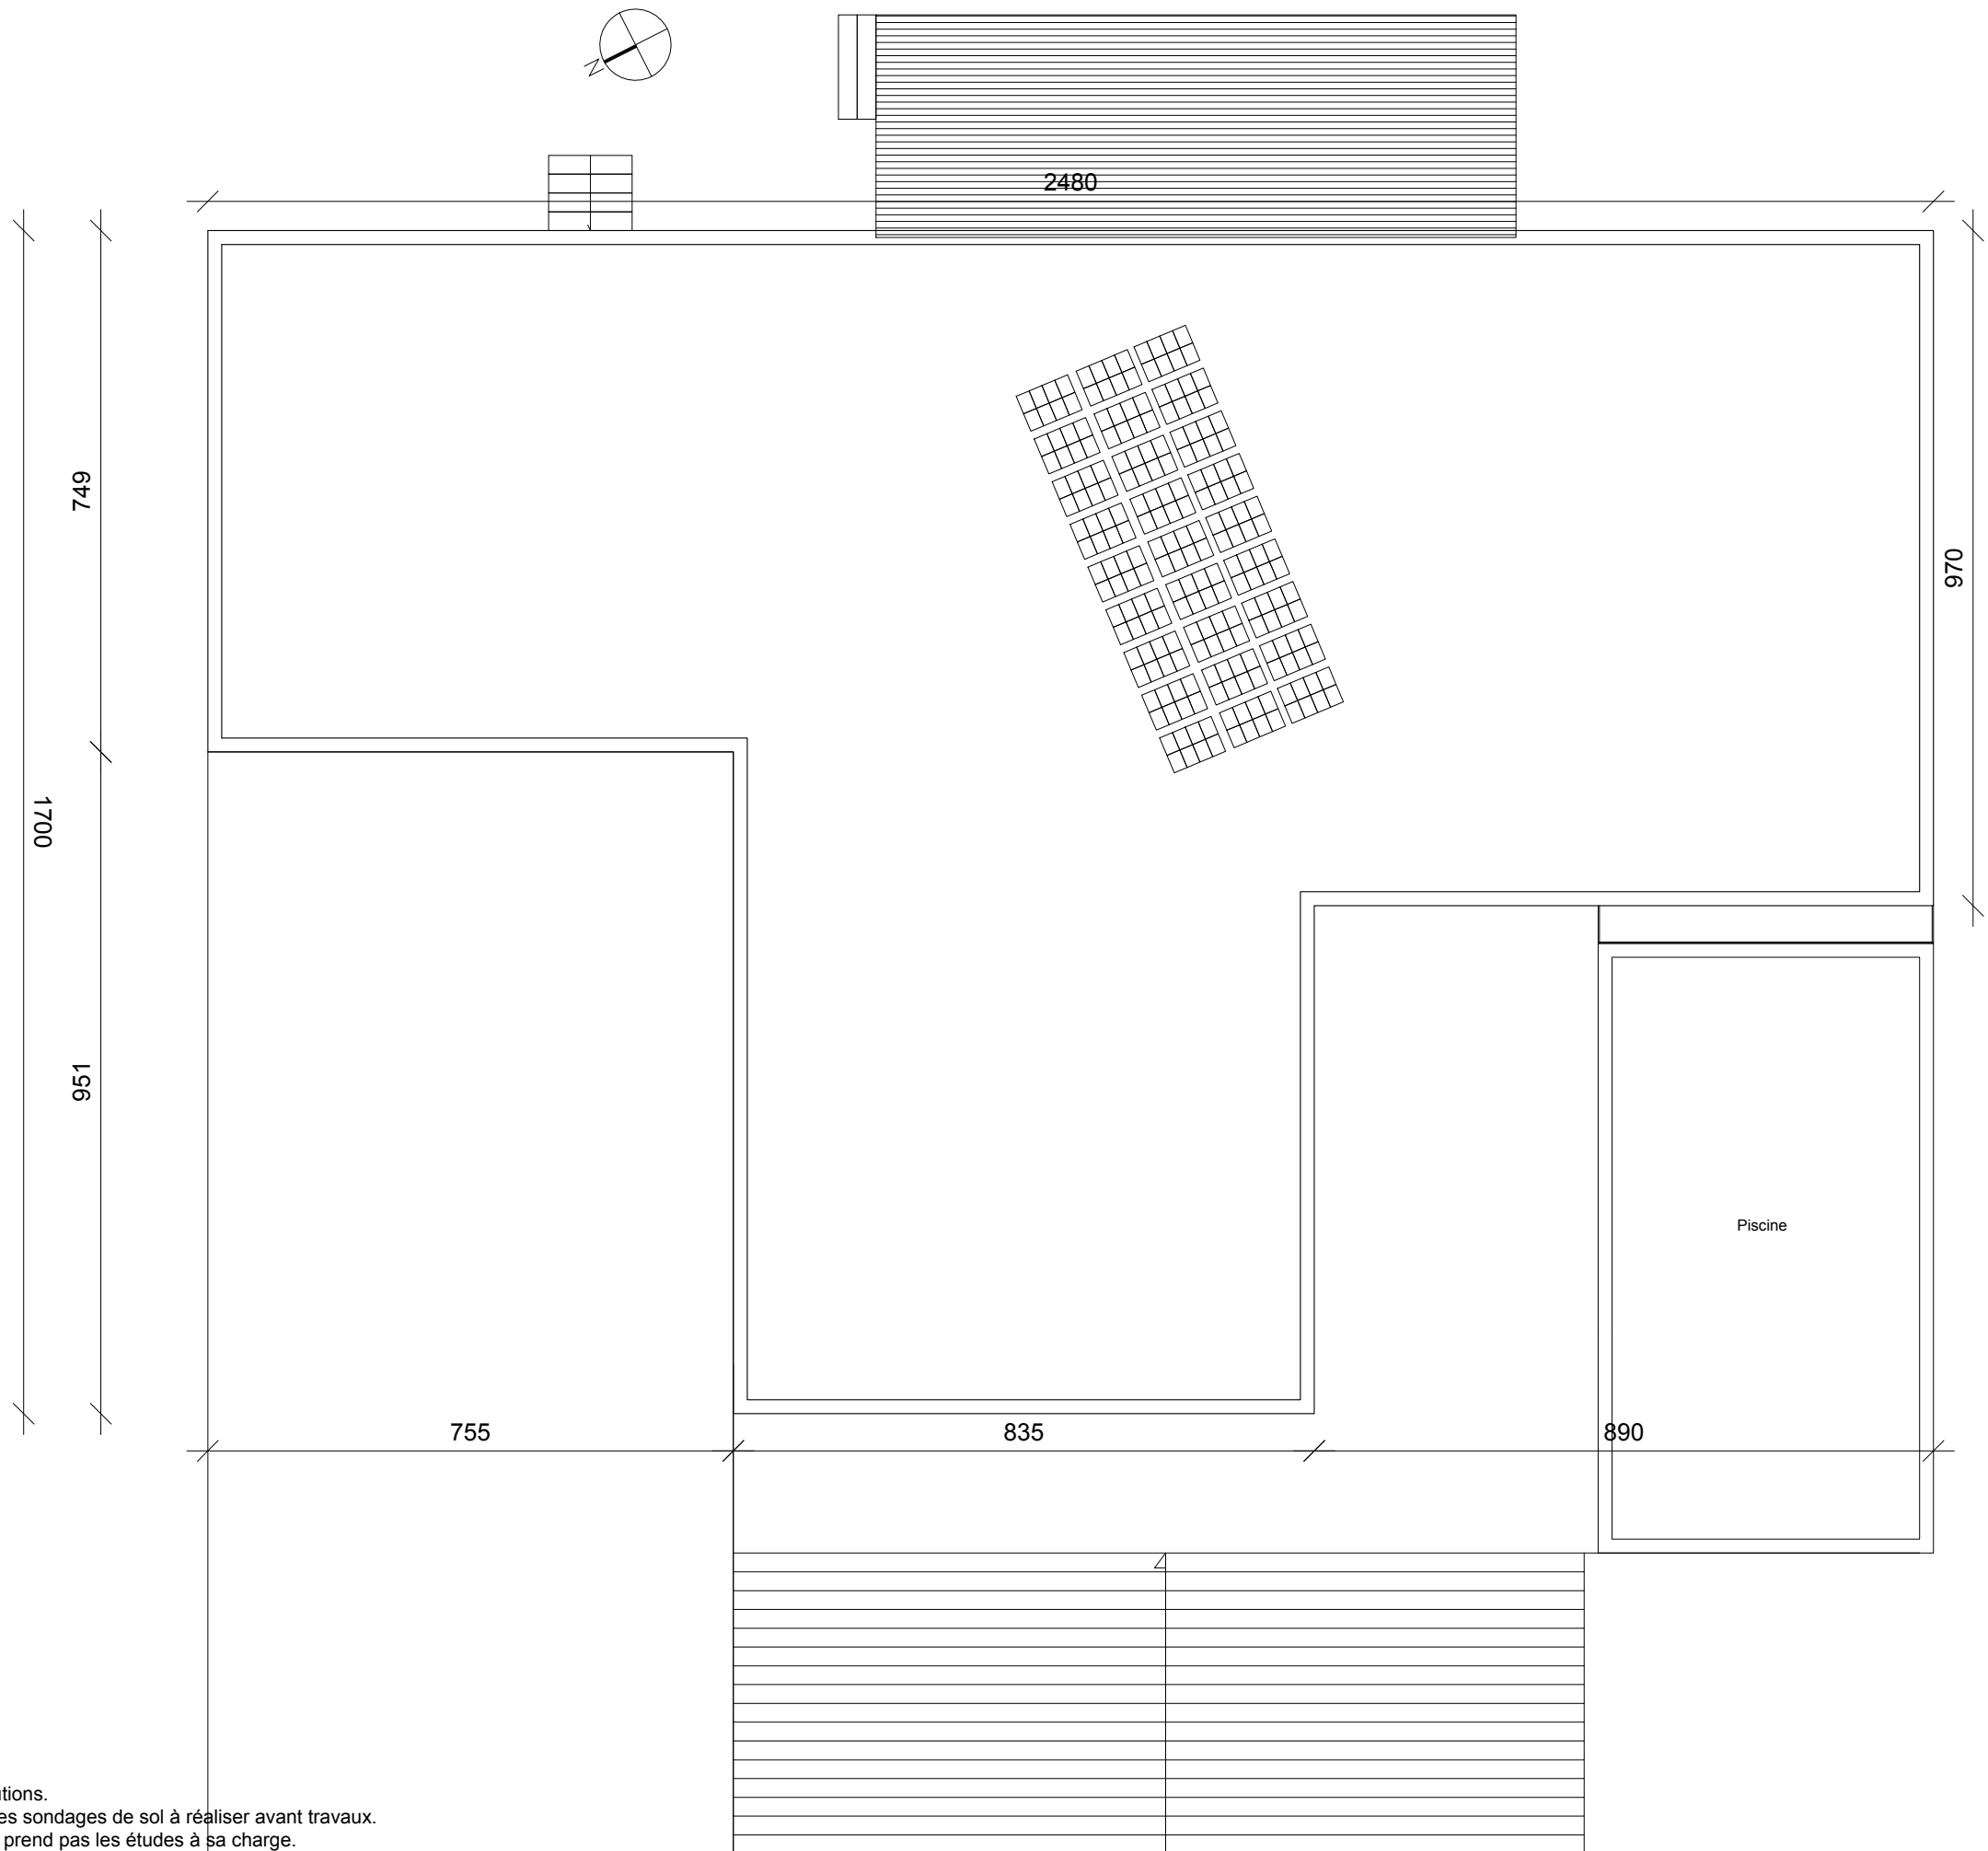 N
2480
749
970
1700
951
755
835
890
Piscine
es sondages de sol à réaliser avant travaux.
prend pas les études à sa charge.